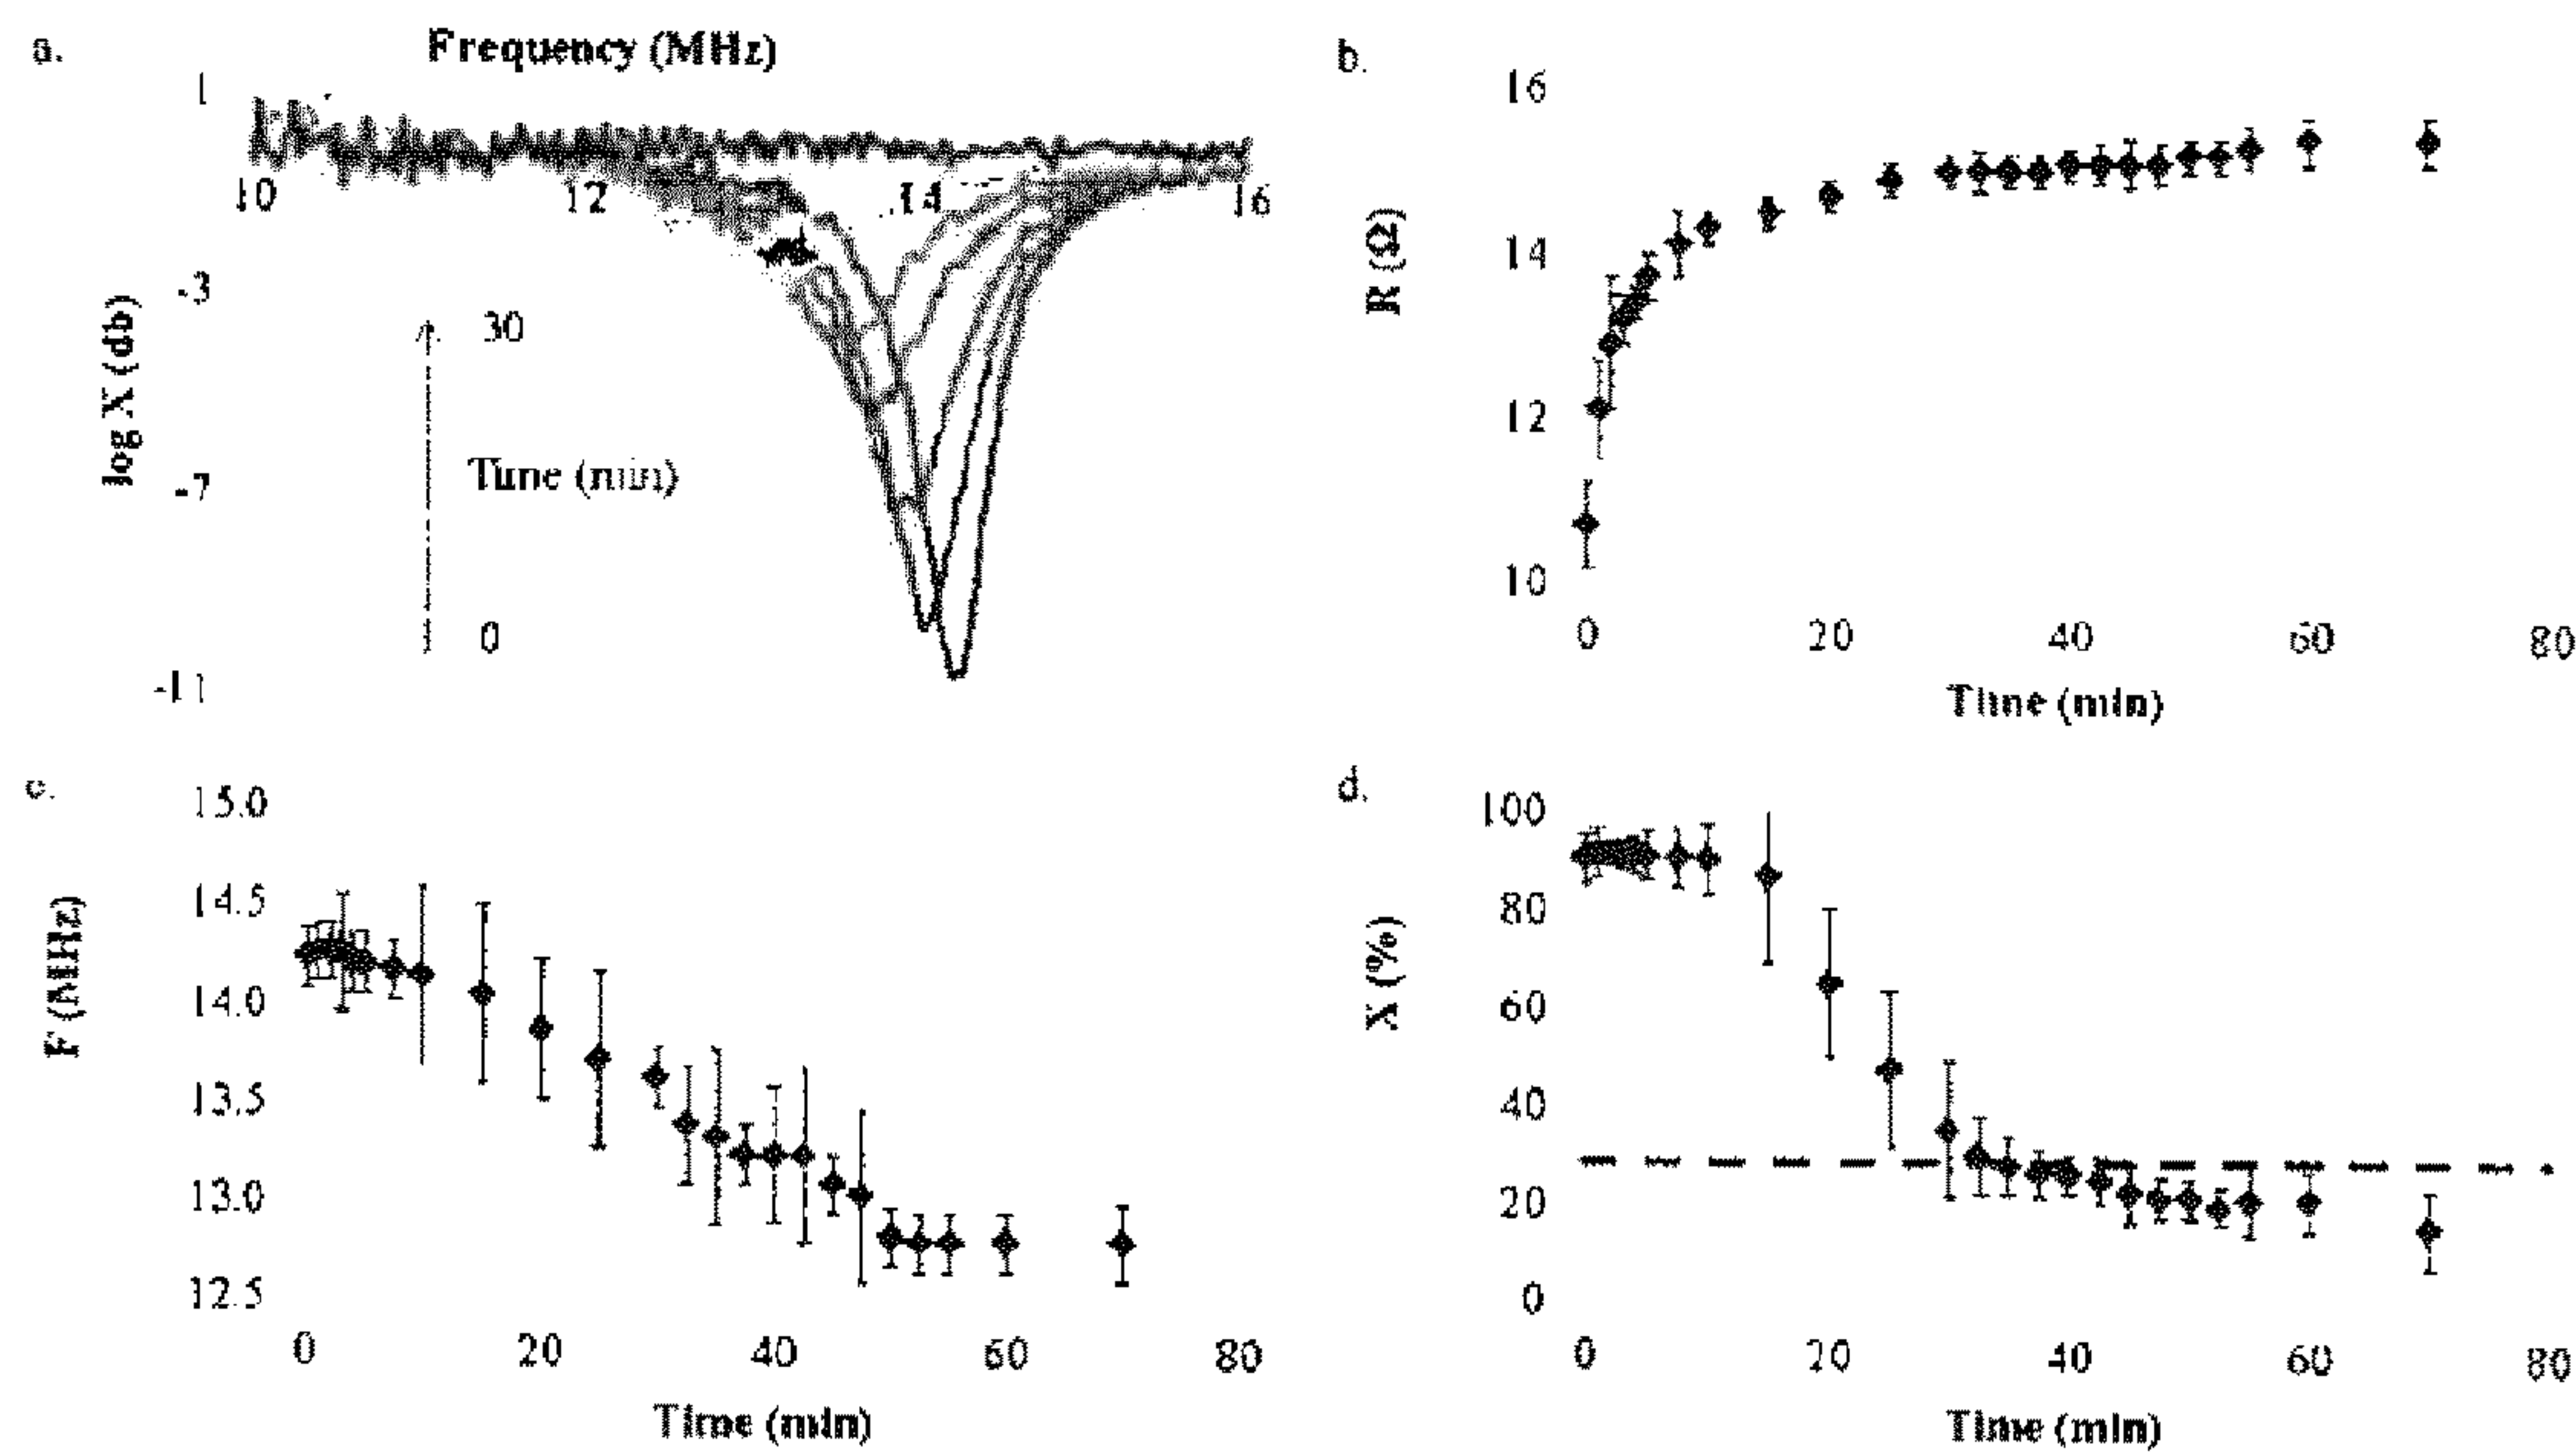 a.
Frequency (MHz)
1
10 12 14 16
-3
log X (db)
30
-7
Time (min)
0
-11
b.
16
14
R (Ω)
12
10
0 20 40 60 80
Time (min)
c.
15.0
14.5
F (MHz)
14.0
13.5
13.0
12.5
0 20 40 60 80
Time (min)
d.
100
80
X (%)
60
40
20
0
0 20 40 60 80
Time (min)